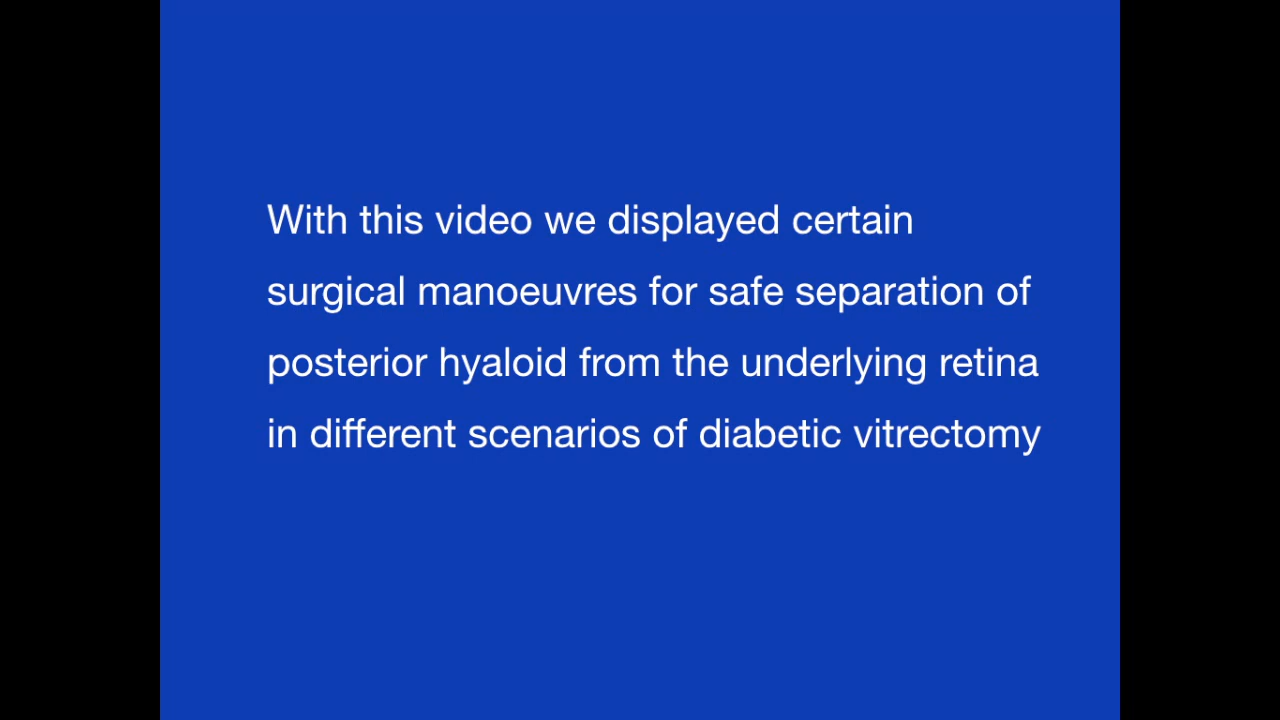 With this video we displayed certain
surgical manoeuvres for safe separation of
posterior hyaloid from the underlying retina
in different scenarios of diabetic vitrectomy